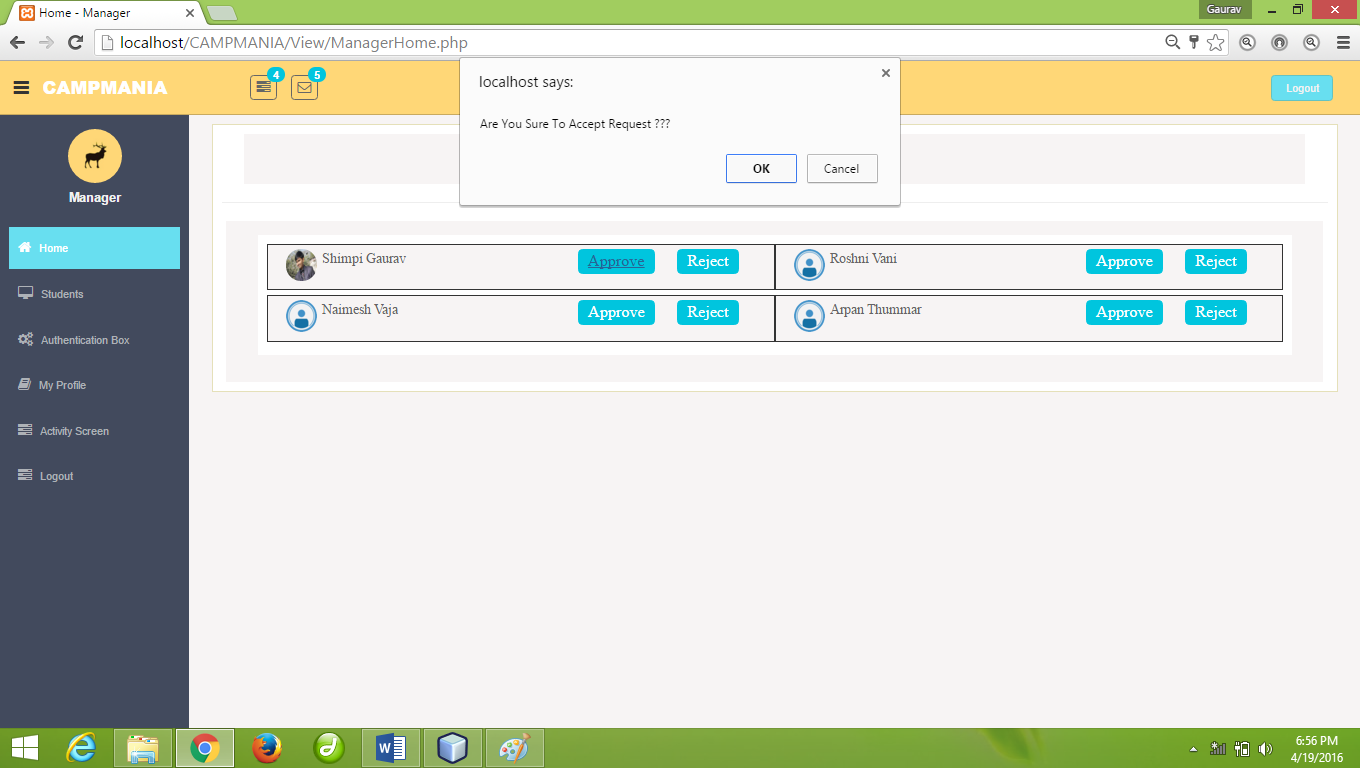 Home - Manager
Gaurav
localhost/CAMPMANIA/View/ManagerHome.php
CAMPMANIA
4
5
Logout
localhost says:
Are You Sure To Accept Request ???
OK
Cancel
Manager
Home
Students
Authentication Box
My Profile
Activity Screen
Logout
Shimpi Gaurav Approve Reject
Roshni Vani Approve Reject
Naimesh Vaja Approve Reject
Arpan Thummar Approve Reject
6:56 PM
4/19/2016